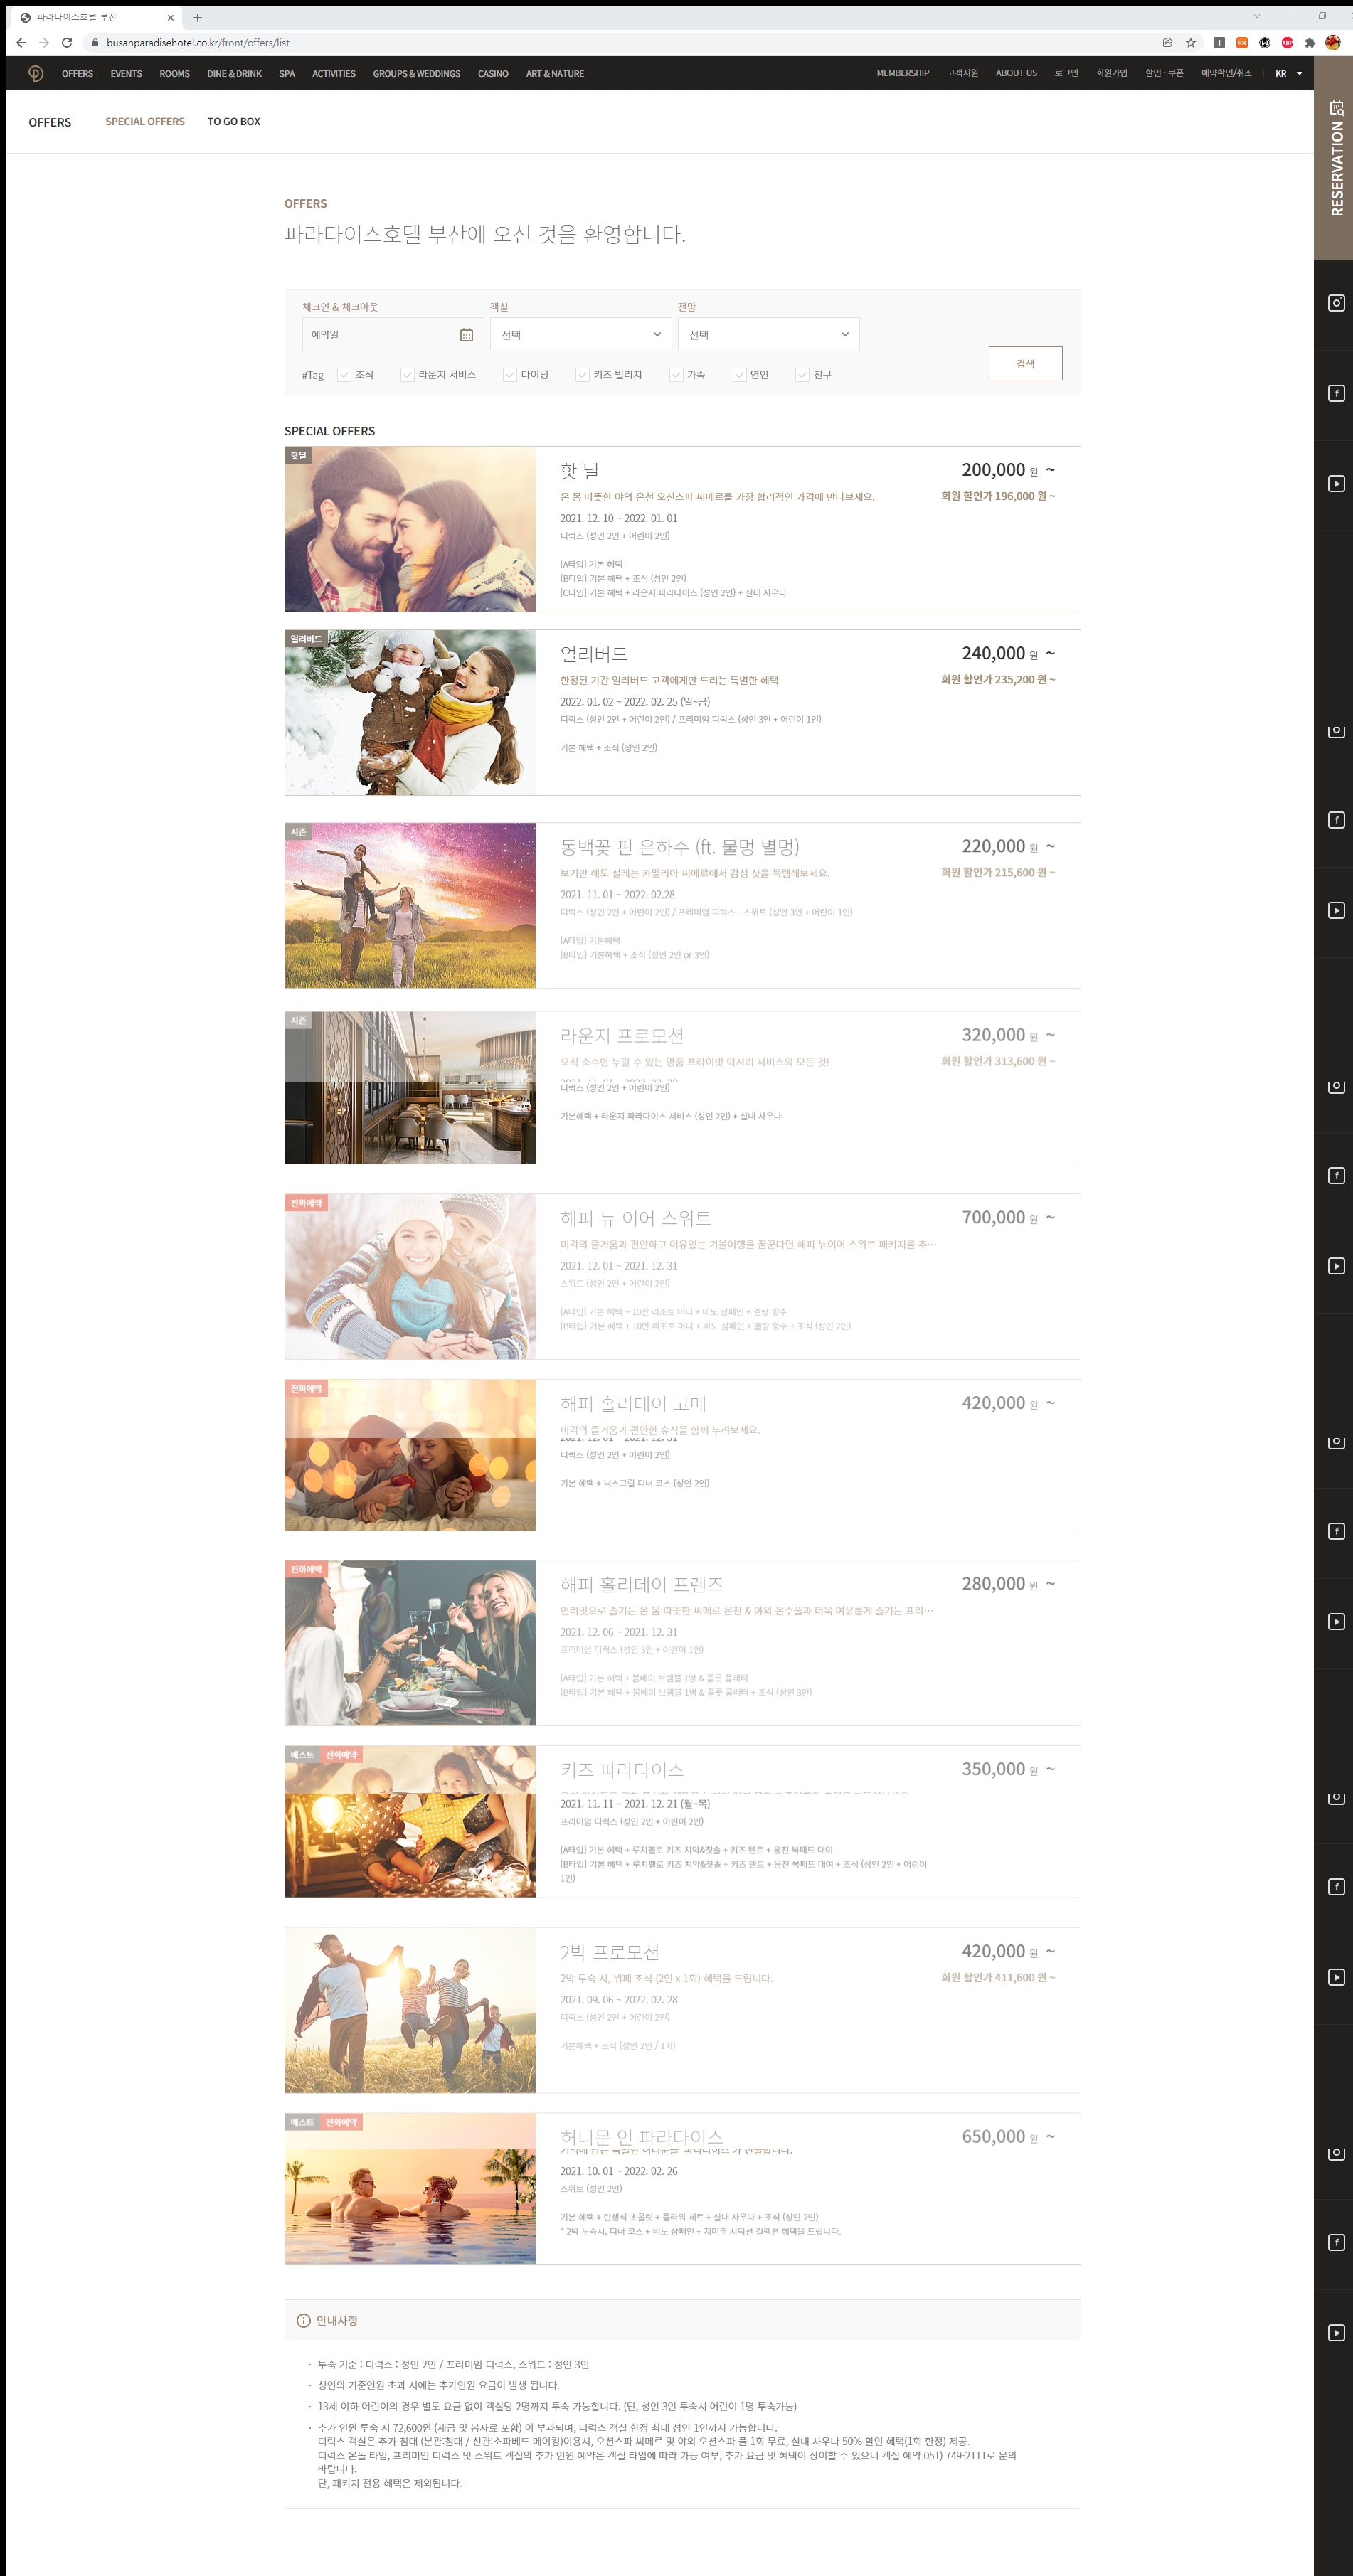 파라다이스호텔 부산
busanparadisehotel.co.kr/front/offers/list
OFFERS EVENTS ROOMS DINE & DRINK SPA ACTIVITIES GROUPS & WEDDINGS CASINO ART & NATURE MEMBERSHIP 고객지원 ABOUT US 로그인 회원가입 할인 · 쿠폰 예약확인/취소 KR
RESERVATION
OFFERS SPECIAL OFFERS TO GO BOX
OFFERS
파라다이스호텔 부산에 오신 것을 환영합니다.
체크인 & 체크아웃 객실 전망
예약일 선택 선택
검색
#Tag 조식 라운지 서비스 다이닝 키즈 빌리지 가족 연인 친구
SPECIAL OFFERS
핫딜
핫 딜 200,000 원 ~
온 몸 따뜻한 야외 온천 오션스파 씨메르를 가장 합리적인 가격에 만나보세요. 회원 할인가 196,000 원 ~
2021. 12. 10 ~ 2022. 01. 01
디럭스 (성인 2인 + 어린이 2인)
[A타입] 기본 혜택
[B타입] 기본 혜택 + 조식 (성인 2인)
[C타입] 기본 혜택 + 라운지 파라다이스 (성인 2인) + 실내 사우나
얼리버드
얼리버드 240,000 원 ~
한정된 기간 얼리버드 고객에게만 드리는 특별한 혜택 회원 할인가 235,200 원 ~
2022. 01. 02 ~ 2022. 02. 25 (일~금)
디럭스 (성인 2인 + 어린이 2인) / 프리미엄 디럭스 (성인 3인 + 어린이 1인)
기본 혜택 + 조식 (성인 2인)
시즌
동백꽃 핀 은하수 (ft. 물멍 별멍) 220,000 원 ~
보기만 해도 설레는 카멜리아 씨메르에서 감성 샷을 득템해보세요. 회원 할인가 215,600 원 ~
2021. 11. 01 ~ 2022. 02.28
디럭스 (성인 2인 + 어린이 2인) / 프리미엄 디럭스 · 스위트 (성인 3인 + 어린이 1인)
[A타입] 기본혜택
[B타입] 기본혜택 + 조식 (성인 2인 or 3인)
시즌
라운지 프로모션 320,000 원 ~
오직 소수만 누릴 수 있는 명품 프라이빗 럭셔리 서비스의 모든 것! 회원 할인가 313,600 원 ~
디럭스 (성인 2인 + 어린이 2인)
기본혜택 + 라운지 파라다이스 서비스 (성인 2인) + 실내 사우나
전화예약
해피 뉴 이어 스위트 700,000 원 ~
미각의 즐거움과 편안하고 여유있는 겨울여행을 꿈꾼다면 해피 뉴이어 스위트 패키지를 추…
2021. 12. 01 ~ 2021. 12. 31
스위트 (성인 2인 + 어린이 2인)
[A타입] 기본 혜택 + 10만 리조트 머니 + 비노 샴페인 + 겔랑 향수
[B타입] 기본 혜택 + 10만 리조트 머니 + 비노 샴페인 + 겔랑 향수 + 조식 (성인 2인)
전화예약
해피 홀리데이 고메 420,000 원 ~
미각의 즐거움과 편안한 휴식을 함께 누려보세요.
디럭스 (성인 2인 + 어린이 2인)
기본 혜택 + 닉스그릴 디너 코스 (성인 2인)
전화예약
해피 홀리데이 프렌즈 280,000 원 ~
언리밋으로 즐기는 온 몸 따뜻한 씨메르 온천 & 야외 온수풀과 더욱 여유롭게 즐기는 프리…
2021. 12. 06 ~ 2021. 12. 31
프리미엄 디럭스 (성인 3인 + 어린이 1인)
[A타입] 기본 혜택 + 봄베이 브램블 1병 & 플롯 플래터
[B타입] 기본 혜택 + 봄베이 브램블 1병 & 플롯 플래터 + 조식 (성인 3인)
베스트 전화예약
키즈 파라다이스 350,000 원 ~
2021. 11. 11 ~ 2021. 12. 21 (월~목)
프리미엄 디럭스 (성인 2인 + 어린이 2인)
[A타입] 기본 혜택 + 루치펠로 키즈 치약&칫솔 + 키즈 텐트 + 웅진 북패드 대여
[B타입] 기본 혜택 + 루치펠로 키즈 치약&칫솔 + 키즈 텐트 + 웅진 북패드 대여 + 조식 (성인 2인 + 어린이
1인)
2박 프로모션 420,000 원 ~
2박 투숙 시, 뷔페 조식 (2인 x 1회) 혜택을 드립니다. 회원 할인가 411,600 원 ~
2021. 09. 06 ~ 2022. 02. 28
디럭스 (성인 2인 + 어린이 2인)
기본혜택 + 조식 (성인 2인 / 1회)
베스트 전화예약
허니문 인 파라다이스 650,000 원 ~
2021. 10. 01 ~ 2022. 02. 26
스위트 (성인 2인)
기본 혜택 + 탄생석 초콜릿 + 플라워 세트 + 실내 사우나 + 조식 (성인 2인)
* 2박 투숙시, 디너 코스 + 비노 샴페인 + 지미추 시덕션 컬렉션 혜택을 드립니다.
안내사항
· 투숙 기준 : 디럭스 : 성인 2인 / 프리미엄 디럭스, 스위트 : 성인 3인
· 성인의 기준인원 초과 시에는 추가인원 요금이 발생 됩니다.
· 13세 이하 어린이의 경우 별도 요금 없이 객실당 2명까지 투숙 가능합니다. (단, 성인 3인 투숙시 어린이 1명 투숙가능)
· 추가 인원 투숙 시 72,600원 (세금 및 봉사료 포함) 이 부과되며, 디럭스 객실 한정 최대 성인 1인까지 가능합니다.
디럭스 객실은 추가 침대 (본관:침대 / 신관:소파베드 메이킹)이용시, 오션스파 씨메르 및 야외 오션스파 풀 1회 무료, 실내 사우나 50% 할인 혜택(1회 한정) 제공.
디럭스 온돌 타입, 프리미엄 디럭스 및 스위트 객실의 추가 인원 예약은 객실 타입에 따라 가능 여부, 추가 요금 및 혜택이 상이할 수 있으니 객실 예약 051) 749-2111로 문의
바랍니다.
단, 패키지 전용 혜택은 제외됩니다.